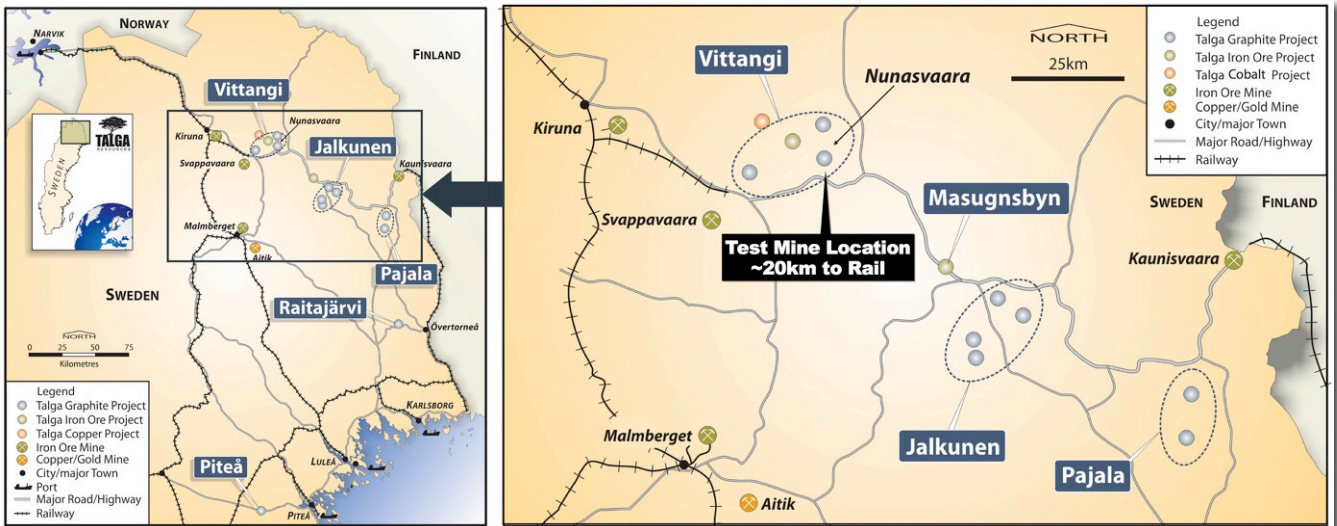 NORWAY
NARVIK
FINLAND
Vittangi
Nunasvaara
Kiruna
Jalkunen
Svappavaara
Kaunisvaara
TALGA
RESOURCES
SWEDEN
Malmberget
Aitik
Pajala
SWEDEN
Raitajärvi
Övertorneå
NORTH
0 25 50 75
Kilometres
KARLSBORG
Piteå
LULEÅ
PITEÅ
Legend
Talga Graphite Project
Talga Iron Ore Project
Talga Copper Project
Iron Ore Mine
Copper/Gold Mine
City/major Town
Port
Major Road/Highway
Railway
Vittangi
Nunasvaara
NORTH
25km
Legend
Talga Graphite Project
Talga Iron Ore Project
Talga Cobalt Project
Iron Ore Mine
Copper/Gold Mine
City/major Town
Major Road/Highway
Railway
Kiruna
Masugnsbyn
SWEDEN
FINLAND
Svappavaara
Test Mine Location
~20km to Rail
Kaunisvaara
Malmberget
Jalkunen
Pajala
Aitik